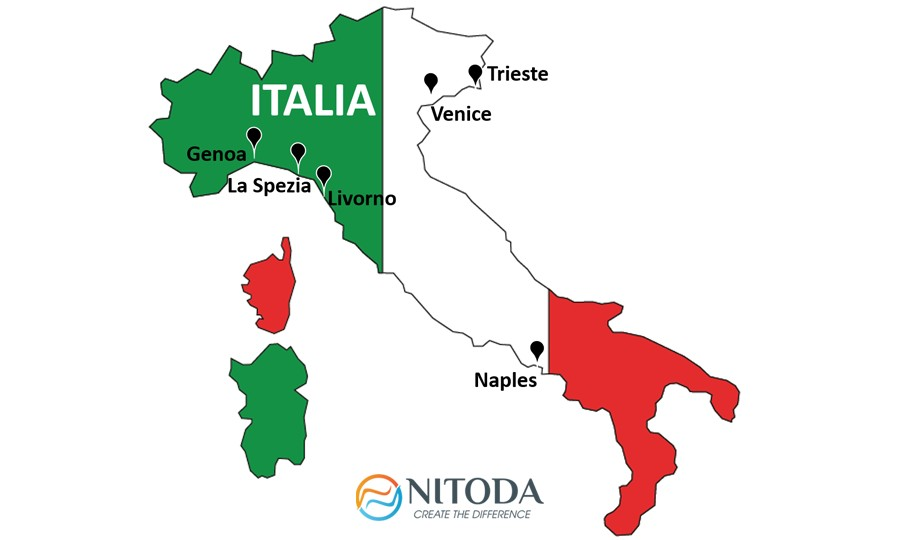 ITALIA
Trieste
Venice
Genoa
La Spezia
Livorno
Naples
NITODA
CREATE THE DIFFERENCE